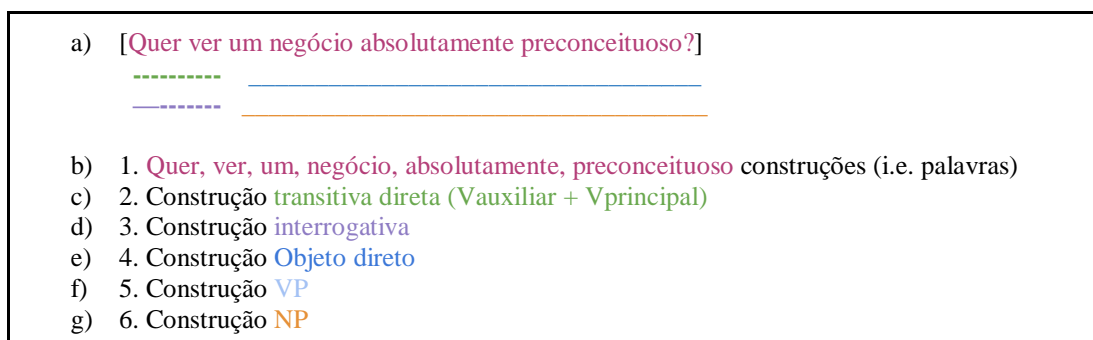 a) [Quer ver um negócio absolutamente preconceituoso?]
b) 1. Quer, ver, um, negócio, absolutamente, preconceituoso construções (i.e. palavras)
c) 2. Construção transitiva direta (Vauxiliar + Vprincipal)
d) 3. Construção interrogativa
e) 4. Construção Objeto direto
f) 5. Construção VP
g) 6. Construção NP